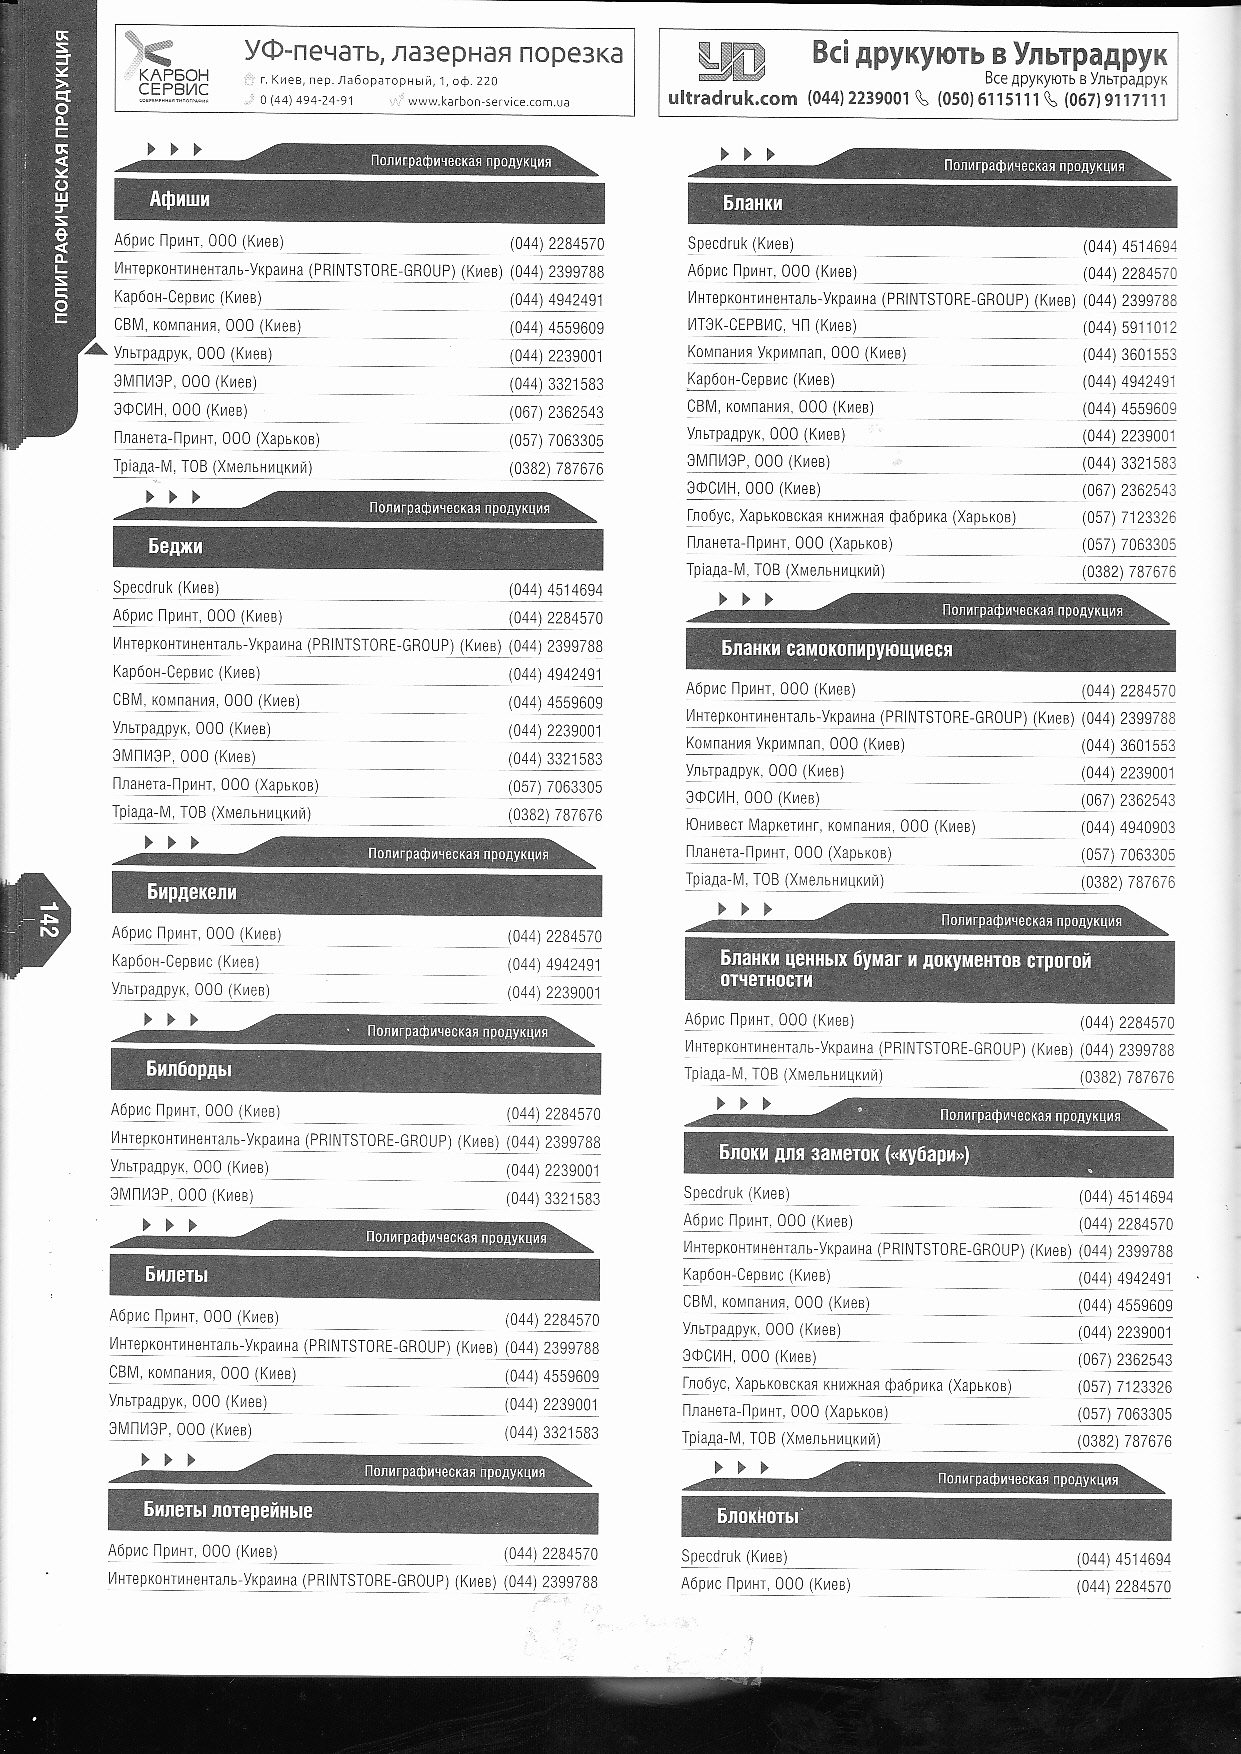 ПОЛИГРАФИЧЕСКАЯ ПРОДУКЦИЯ
КАРБОН
СЕРВИС
СОВРЕМЕННАЯ ТИПОГРАФИЯ
УФ-печать, лазерная порезка
г. Киев, пер. Лабораторный, 1, оф. 220
0 (44) 494-24-91 www.karbon-service.com.ua
Всі друкують в Ультрадрук
Все друкують в Ультрадрук
ultradruk.com (044) 2239001 (050) 6115111 (067) 9117111
Полиграфическая продукция
Афиши
Абрис Принт, ООО (Киев) (044) 2284570
Интерконтиненталь-Украина (PRINTSTORE-GROUP) (Киев) (044) 2399788
Карбон-Сервис (Киев) (044) 4942491
СВМ, компания, ООО (Киев) (044) 4559609
Ультрадрук, ООО (Киев) (044) 2239001
ЭМПИЭР, ООО (Киев) (044) 3321583
ЭФСИН, ООО (Киев) (067) 2362543
Планета-Принт, ООО (Харьков) (057) 7063305
Тріада-М, ТОВ (Хмельницкий) (0382) 787676
Полиграфическая продукция
Беджи
Specdruk (Киев) (044) 4514694
Абрис Принт, ООО (Киев) (044) 2284570
Интерконтиненталь-Украина (PRINTSTORE-GROUP) (Киев) (044) 2399788
Карбон-Сервис (Киев) (044) 4942491
СВМ, компания, ООО (Киев) (044) 4559609
Ультрадрук, ООО (Киев) (044) 2239001
ЭМПИЭР, ООО (Киев) (044) 3321583
Планета-Принт, ООО (Харьков) (057) 7063305
Тріада-М, ТОВ (Хмельницкий) (0382) 787676
Полиграфическая продукция
Бирдекели
Абрис Принт, ООО (Киев) (044) 2284570
Карбон-Сервис (Киев) (044) 4942491
Ультрадрук, ООО (Киев) (044) 2239001
Полиграфическая продукция
Билборды
Абрис Принт, ООО (Киев) (044) 2284570
Интерконтиненталь-Украина (PRINTSTORE-GROUP) (Киев) (044) 2399788
Ультрадрук, ООО (Киев) (044) 2239001
ЭМПИЭР, ООО (Киев) (044) 3321583
Полиграфическая продукция
Билеты
Абрис Принт, ООО (Киев) (044) 2284570
Интерконтиненталь-Украина (PRINTSTORE-GROUP) (Киев) (044) 2399788
СВМ, компания, ООО (Киев) (044) 4559609
Ультрадрук, ООО (Киев) (044) 2239001
ЭМПИЭР, ООО (Киев) (044) 3321583
Полиграфическая продукция
Билеты лотерейные
Абрис Принт, ООО (Киев) (044) 2284570
Интерконтиненталь-Украина (PRINTSTORE-GROUP) (Киев) (044) 2399788
Полиграфическая продукция
Бланки
Specdruk (Киев) (044) 4514694
Абрис Принт, ООО (Киев) (044) 2284570
Интерконтиненталь-Украина (PRINTSTORE-GROUP) (Киев) (044) 2399788
ИТЭК-СЕРВИС, ЧП (Киев) (044) 5911012
Компания Укримпап, ООО (Киев) (044) 3601553
Карбон-Сервис (Киев) (044) 4942491
СВМ, компания, ООО (Киев) (044) 4559609
Ультрадрук, ООО (Киев) (044) 2239001
ЭМПИЭР, ООО (Киев) (044) 3321583
ЭФСИН, ООО (Киев) (067) 2362543
Глобус, Харьковская книжная фабрика (Харьков) (057) 7123326
Планета-Принт, ООО (Харьков) (057) 7063305
Тріада-М, ТОВ (Хмельницкий) (0382) 787676
Полиграфическая продукция
Бланки самокопирующиеся
Абрис Принт, ООО (Киев) (044) 2284570
Интерконтиненталь-Украина (PRINTSTORE-GROUP) (Киев) (044) 2399788
Компания Укримпап, ООО (Киев) (044) 3601553
Ультрадрук, ООО (Киев) (044) 2239001
ЭФСИН, ООО (Киев) (067) 2362543
Юнивест Маркетинг, компания, ООО (Киев) (044) 4940903
Планета-Принт, ООО (Харьков) (057) 7063305
Тріада-М, ТОВ (Хмельницкий) (0382) 787676
Полиграфическая продукция
Бланки ценных бумаг и документов строгой
отчетности
Абрис Принт, ООО (Киев) (044) 2284570
Интерконтиненталь-Украина (PRINTSTORE-GROUP) (Киев) (044) 2399788
Тріада-М, ТОВ (Хмельницкий) (0382) 787676
Полиграфическая продукция
Блоки для заметок («кубари»)
Specdruk (Киев) (044) 4514694
Абрис Принт, ООО (Киев) (044) 2284570
Интерконтиненталь-Украина (PRINTSTORE-GROUP) (Киев) (044) 2399788
Карбон-Сервис (Киев) (044) 4942491
СВМ, компания, ООО (Киев) (044) 4559609
Ультрадрук, ООО (Киев) (044) 2239001
ЭФСИН, ООО (Киев) (067) 2362543
Глобус, Харьковская книжная фабрика (Харьков) (057) 7123326
Планета-Принт, ООО (Харьков) (057) 7063305
Тріада-М, ТОВ (Хмельницкий) (0382) 787676
Полиграфическая продукция
Блокноты
Specdruk (Киев) (044) 4514694
Абрис Принт, ООО (Киев) (044) 2284570
142